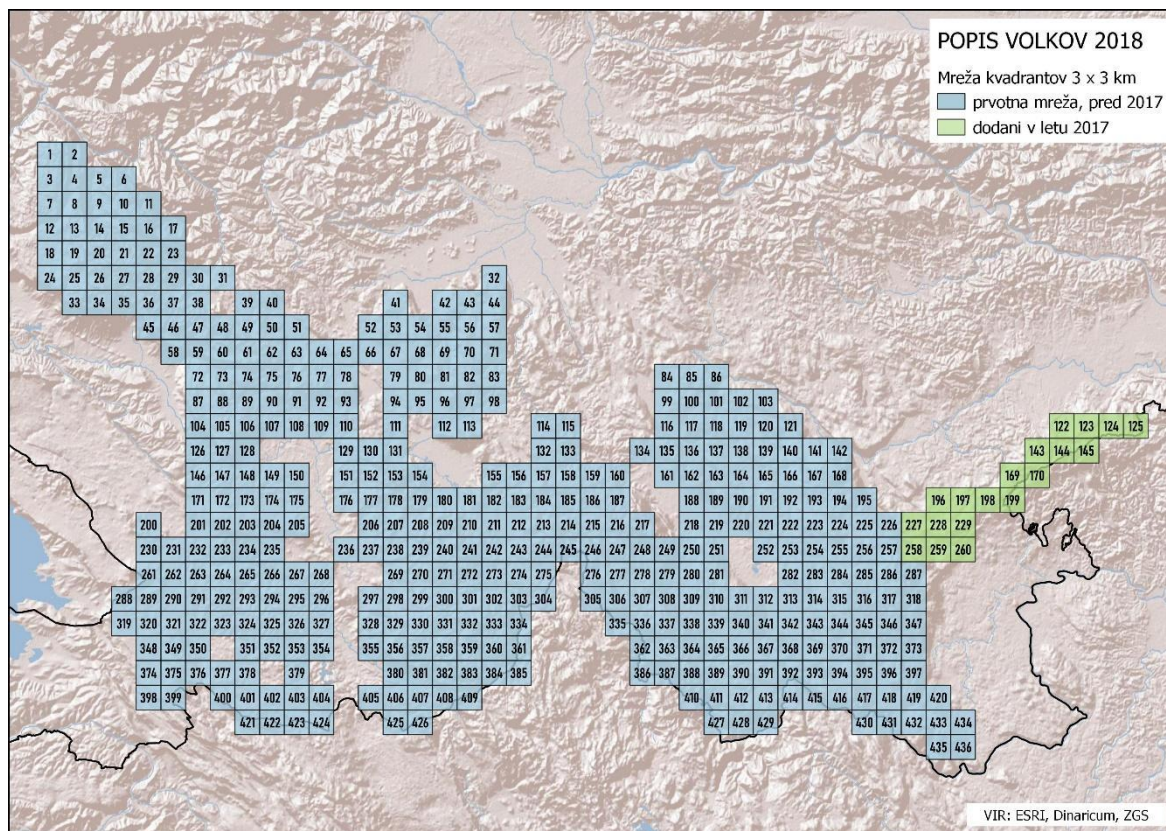 POPIS VOLKOV 2018
Mreža kvadrantov 3 x 3 km
prvotna mreža, pred 2017
dodani v letu 2017
1 2
3 4 5 6
7 8 9 10 11
12 13 14 15 16 17
18 19 20 21 22 23
24 25 26 27 28 29 30 31 32
33 34 35 36 37 38 39 40 41 42 43 44
45 46 47 48 49 50 51 52 53 54 55 56 57
58 59 60 61 62 63 64 65 66 67 68 69 70 71
72 73 74 75 76 77 78 79 80 81 82 83 84 85 86
87 88 89 90 91 92 93 94 95 96 97 98 99 100 101 102 103
104 105 106 107 108 109 110 111 112 113 114 115 116 117 118 119 120 121 122 123 124 125
126 127 128 129 130 131 132 133 134 135 136 137 138 139 140 141 142 143 144 145
146 147 148 149 150 151 152 153 154 155 156 157 158 159 160 161 162 163 164 165 166 167 168 169 170
171 172 173 174 175 176 177 178 179 180 181 182 183 184 185 186 187 188 189 190 191 192 193 194 195 196 197 198 199
200 201 202 203 204 205 206 207 208 209 210 211 212 213 214 215 216 217 218 219 220 221 222 223 224 225 226 227 228 229
230 231 232 233 234 235 236 237 238 239 240 241 242 243 244 245 246 247 248 249 250 251 252 253 254 255 256 257 258 259 260
261 262 263 264 265 266 267 268 269 270 271 272 273 274 275 276 277 278 279 280 281 282 283 284 285 286 287
288 289 290 291 292 293 294 295 296 297 298 299 300 301 302 303 304 305 306 307 308 309 310 311 312 313 314 315 316 317 318
319 320 321 322 323 324 325 326 327 328 329 330 331 332 333 334 335 336 337 338 339 340 341 342 343 344 345 346 347
348 349 350 351 352 353 354 355 356 357 358 359 360 361 362 363 364 365 366 367 368 369 370 371 372 373
374 375 376 377 378 379 380 381 382 383 384 385 386 387 388 389 390 391 392 393 394 395 396 397
398 399 400 401 402 403 404 405 406 407 408 409 410 411 412 413 414 415 416 417 418 419 420
421 422 423 424 425 426 427 428 429 430 431 432 433 434
435 436
VIR: ESRI, Dinaricum, ZGS